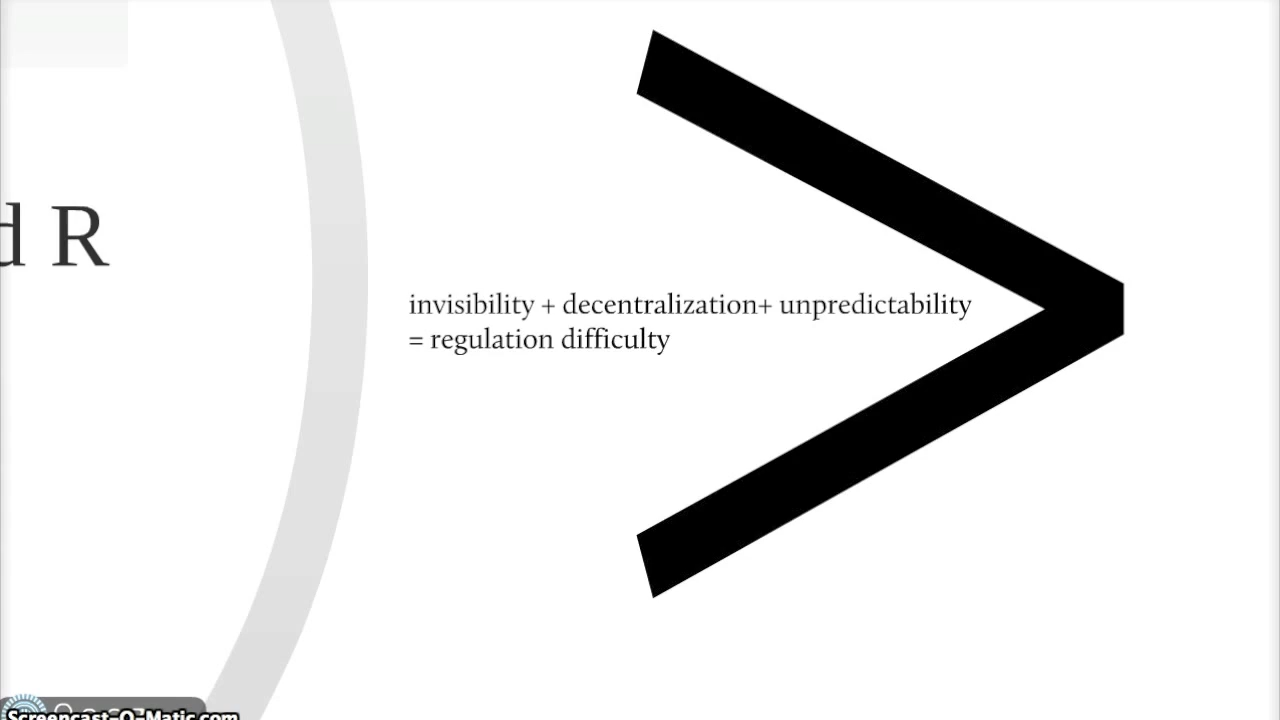 d R
invisibility + decentralization+ unpredictability
= regulation difficulty
Screencast-O-Matic.com